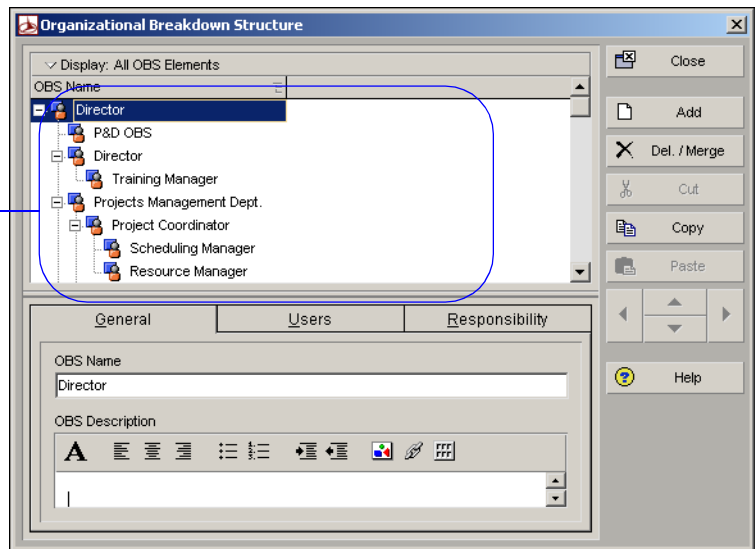 Organizational Breakdown Structure
Display: All OBS Elements
OBS Name
Director
P&D OBS
Director
Training Manager
Projects Management Dept.
Project Coordinator
Scheduling Manager
Resource Manager
General Users Responsibility
OBS Name
Director
OBS Description
A
Close
Add
Del. / Merge
Cut
Copy
Paste
Help